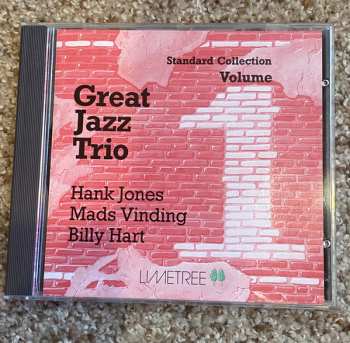 Standard Collection
Volume
1
Great
Jazz
Trio
Hank Jones
Mads Vinding
Billy Hart
LIMETREE